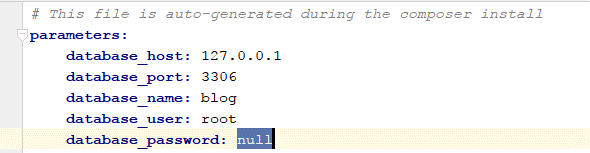 # This file is auto-generated during the composer install
parameters:
    database_host: 127.0.0.1
    database_port: 3306
    database_name: blog
    database_user: root
    database_password: null